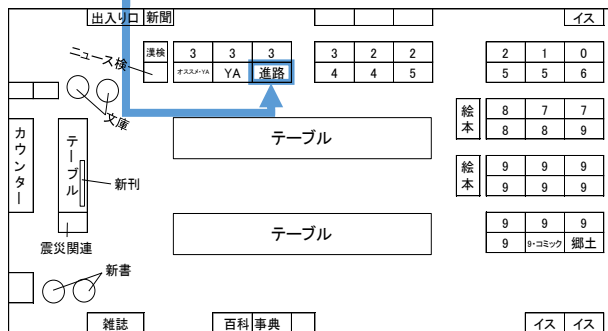 出入り口 新聞
イス
ニュース検
漢検
3 3 3
オススメ・YA YA 進路
3 2 2
4 4 5
2 1 0
5 5 6
文庫
絵本
8 7 7
8 8 9
カウンター
テーブル
新刊
震災関連
テーブル
絵本
9 9 9
9 9 9
テーブル
9 9 9
9 9・コミック 郷土
新書
雑誌
百科事典
イス イス